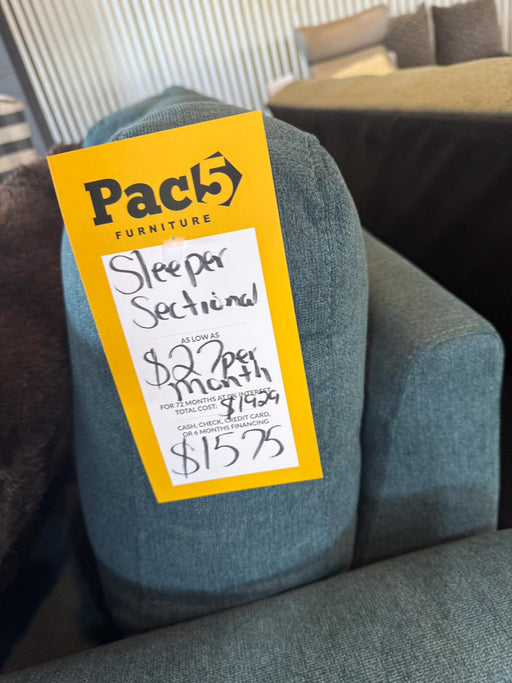 Pac5
FURNITURE
Sleeper
Sectional
AS LOW AS
$27 per
month
FOR 72 MONTHS AT 0% INTEREST
TOTAL COST: $1929
CASH, CHECK, CREDIT CARD,
OR 6 MONTHS FINANCING
$1575